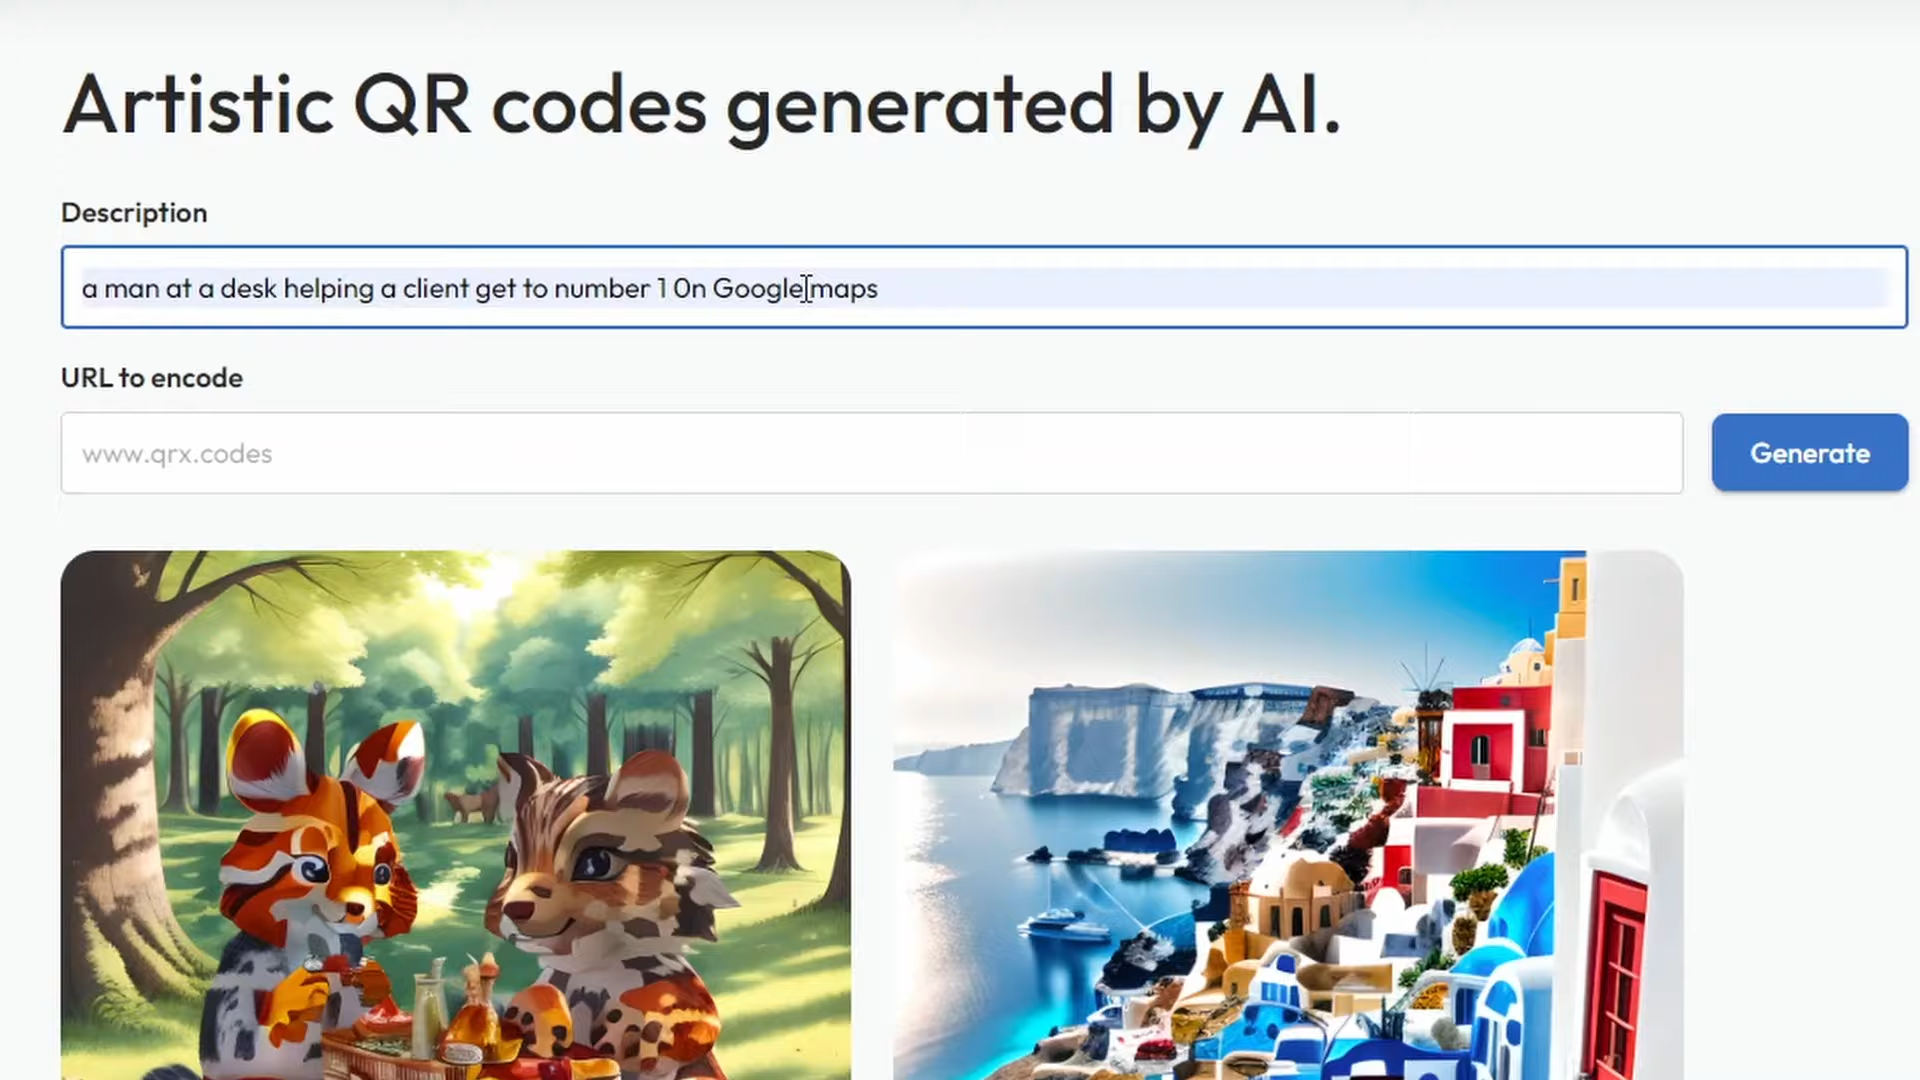 Artistic QR codes generated by AI.
Description
a man at a desk helping a client get to number 1 0n Google maps
URL to encode
www.qrx.codes
Generate